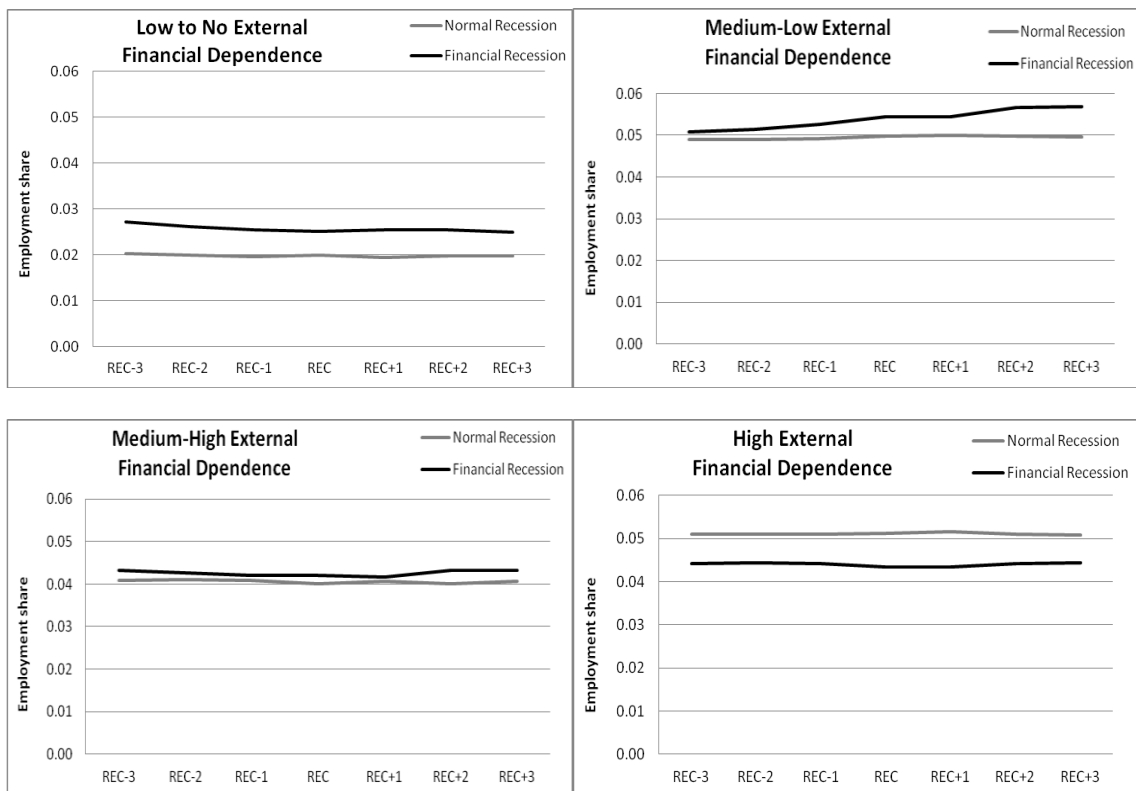 Low to No External
Financial Dependence
Normal Recession
Financial Recession
Employment share
0.06
0.05
0.04
0.03
0.02
0.01
0.00
REC-3 REC-2 REC-1 REC REC+1 REC+2 REC+3
Medium-Low External
Financial Dependence
Normal Recession
Financial Recession
Employment share
0.06
0.05
0.04
0.03
0.02
0.01
0.00
REC-3 REC-2 REC-1 REC REC+1 REC+2 REC+3
Medium-High External
Financial Dpendence
Normal Recession
Financial Recession
Employment share
0.06
0.05
0.04
0.03
0.02
0.01
0.00
REC-3 REC-2 REC-1 REC REC+1 REC+2 REC+3
High External
Financial Dependence
Normal Recession
Financial Recession
Employment share
0.06
0.05
0.04
0.03
0.02
0.01
0.00
REC-3 REC-2 REC-1 REC REC+1 REC+2 REC+3